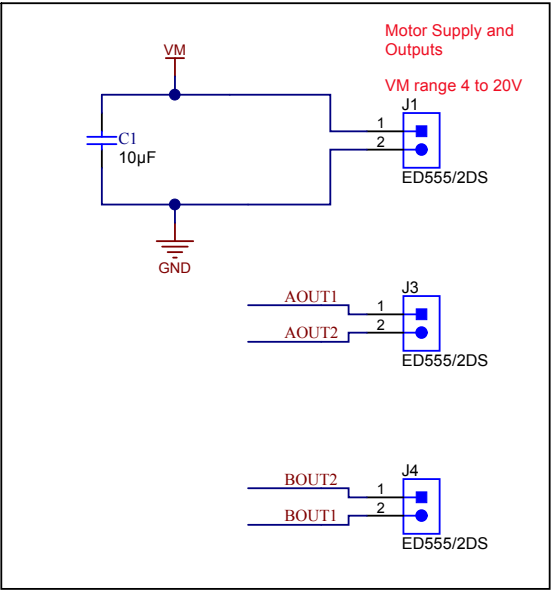 Motor Supply and
Outputs
VM range 4 to 20V
VM
J1
1
2
C1
10µF
ED555/2DS
GND
J3
AOUT1
1
AOUT2
2
ED555/2DS
J4
BOUT2
1
BOUT1
2
ED555/2DS